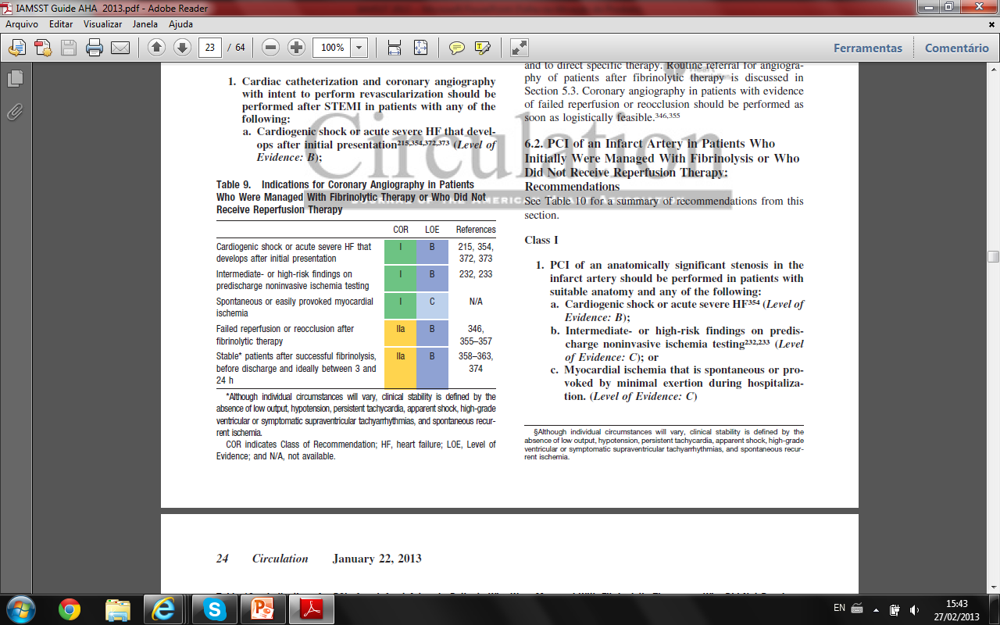 IAMSST Guide AHA  2013.pdf - Adobe Reader
Arquivo Editar Visualizar Janela Ajuda
23 / 64 100% Ferramentas Comentário
1. Cardiac catheterization and coronary angiography
with intent to perform revascularization should be
performed after STEMI in patients with any of the
following:
a. Cardiogenic shock or acute severe HF that devel-
ops after initial presentation215,354,372,373 (Level of
Evidence: B);
Table 9. Indications for Coronary Angiography in Patients
Who Were Managed With Fibrinolytic Therapy or Who Did Not
Receive Reperfusion Therapy
COR LOE References
Cardiogenic shock or acute severe HF that I B 215, 354,
develops after initial presentation 372, 373
Intermediate- or high-risk findings on I B 232, 233
predischarge noninvasive ischemia testing
Spontaneous or easily provoked myocardial I C N/A
ischemia
Failed reperfusion or reocclusion after IIa B 346,
fibrinolytic therapy 355–357
Stable* patients after successful fibrinolysis, IIa B 358–363,
before discharge and ideally between 3 and 374
24 h
*Although individual circumstances will vary, clinical stability is defined by the
absence of low output, hypotension, persistent tachycardia, apparent shock, high-grade
ventricular or symptomatic supraventricular tachyarrhythmias, and spontaneous recur-
rent ischemia.
COR indicates Class of Recommendation; HF, heart failure; LOE, Level of
Evidence; and N/A, not available.
and to direct specific therapy. Routine referral for angiogra-
phy of patients after fibrinolytic therapy is discussed in
Section 5.3. Coronary angiography in patients with evidence
of failed reperfusion or reocclusion should be performed as
soon as logistically feasible.346,355
Circulation
6.2. PCI of an Infarct Artery in Patients Who
Initially Were Managed With Fibrinolysis or Who
Did Not Receive Reperfusion Therapy:
Recommendations
See Table 10 for a summary of recommendations from this
section.
Class I
1. PCI of an anatomically significant stenosis in the
infarct artery should be performed in patients with
suitable anatomy and any of the following:
a. Cardiogenic shock or acute severe HF354 (Level of
Evidence: B);
b. Intermediate- or high-risk findings on predis-
charge noninvasive ischemia testing232,233 (Level
of Evidence: C); or
c. Myocardial ischemia that is spontaneous or pro-
voked by minimal exertion during hospitaliza-
tion. (Level of Evidence: C)
§Although individual circumstances will vary, clinical stability is defined by the
absence of low output, hypotension, persistent tachycardia, apparent shock, high-grade
ventricular or symptomatic supraventricular tachyarrhythmias, and spontaneous recur-
rent ischemia.
24 Circulation January 22, 2013
EN 15:43
27/02/2013